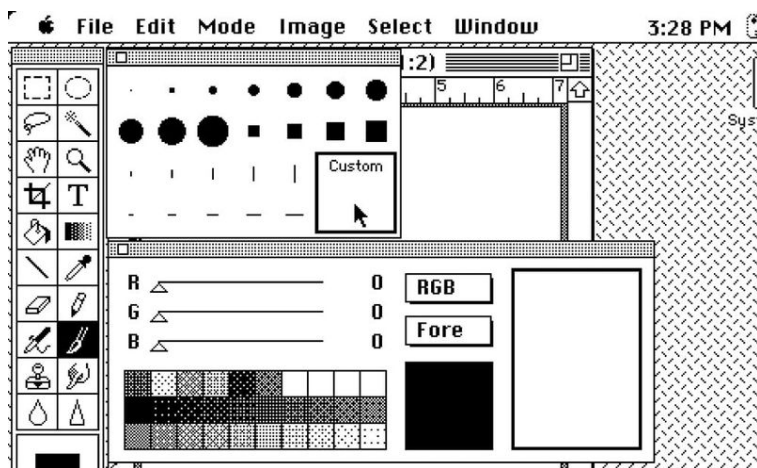 File Edit Mode Image Select Window 3:28 PM
:2)
5 6 7
Sys
T
Custom
R 0 RGB
G 0
Fore
B 0